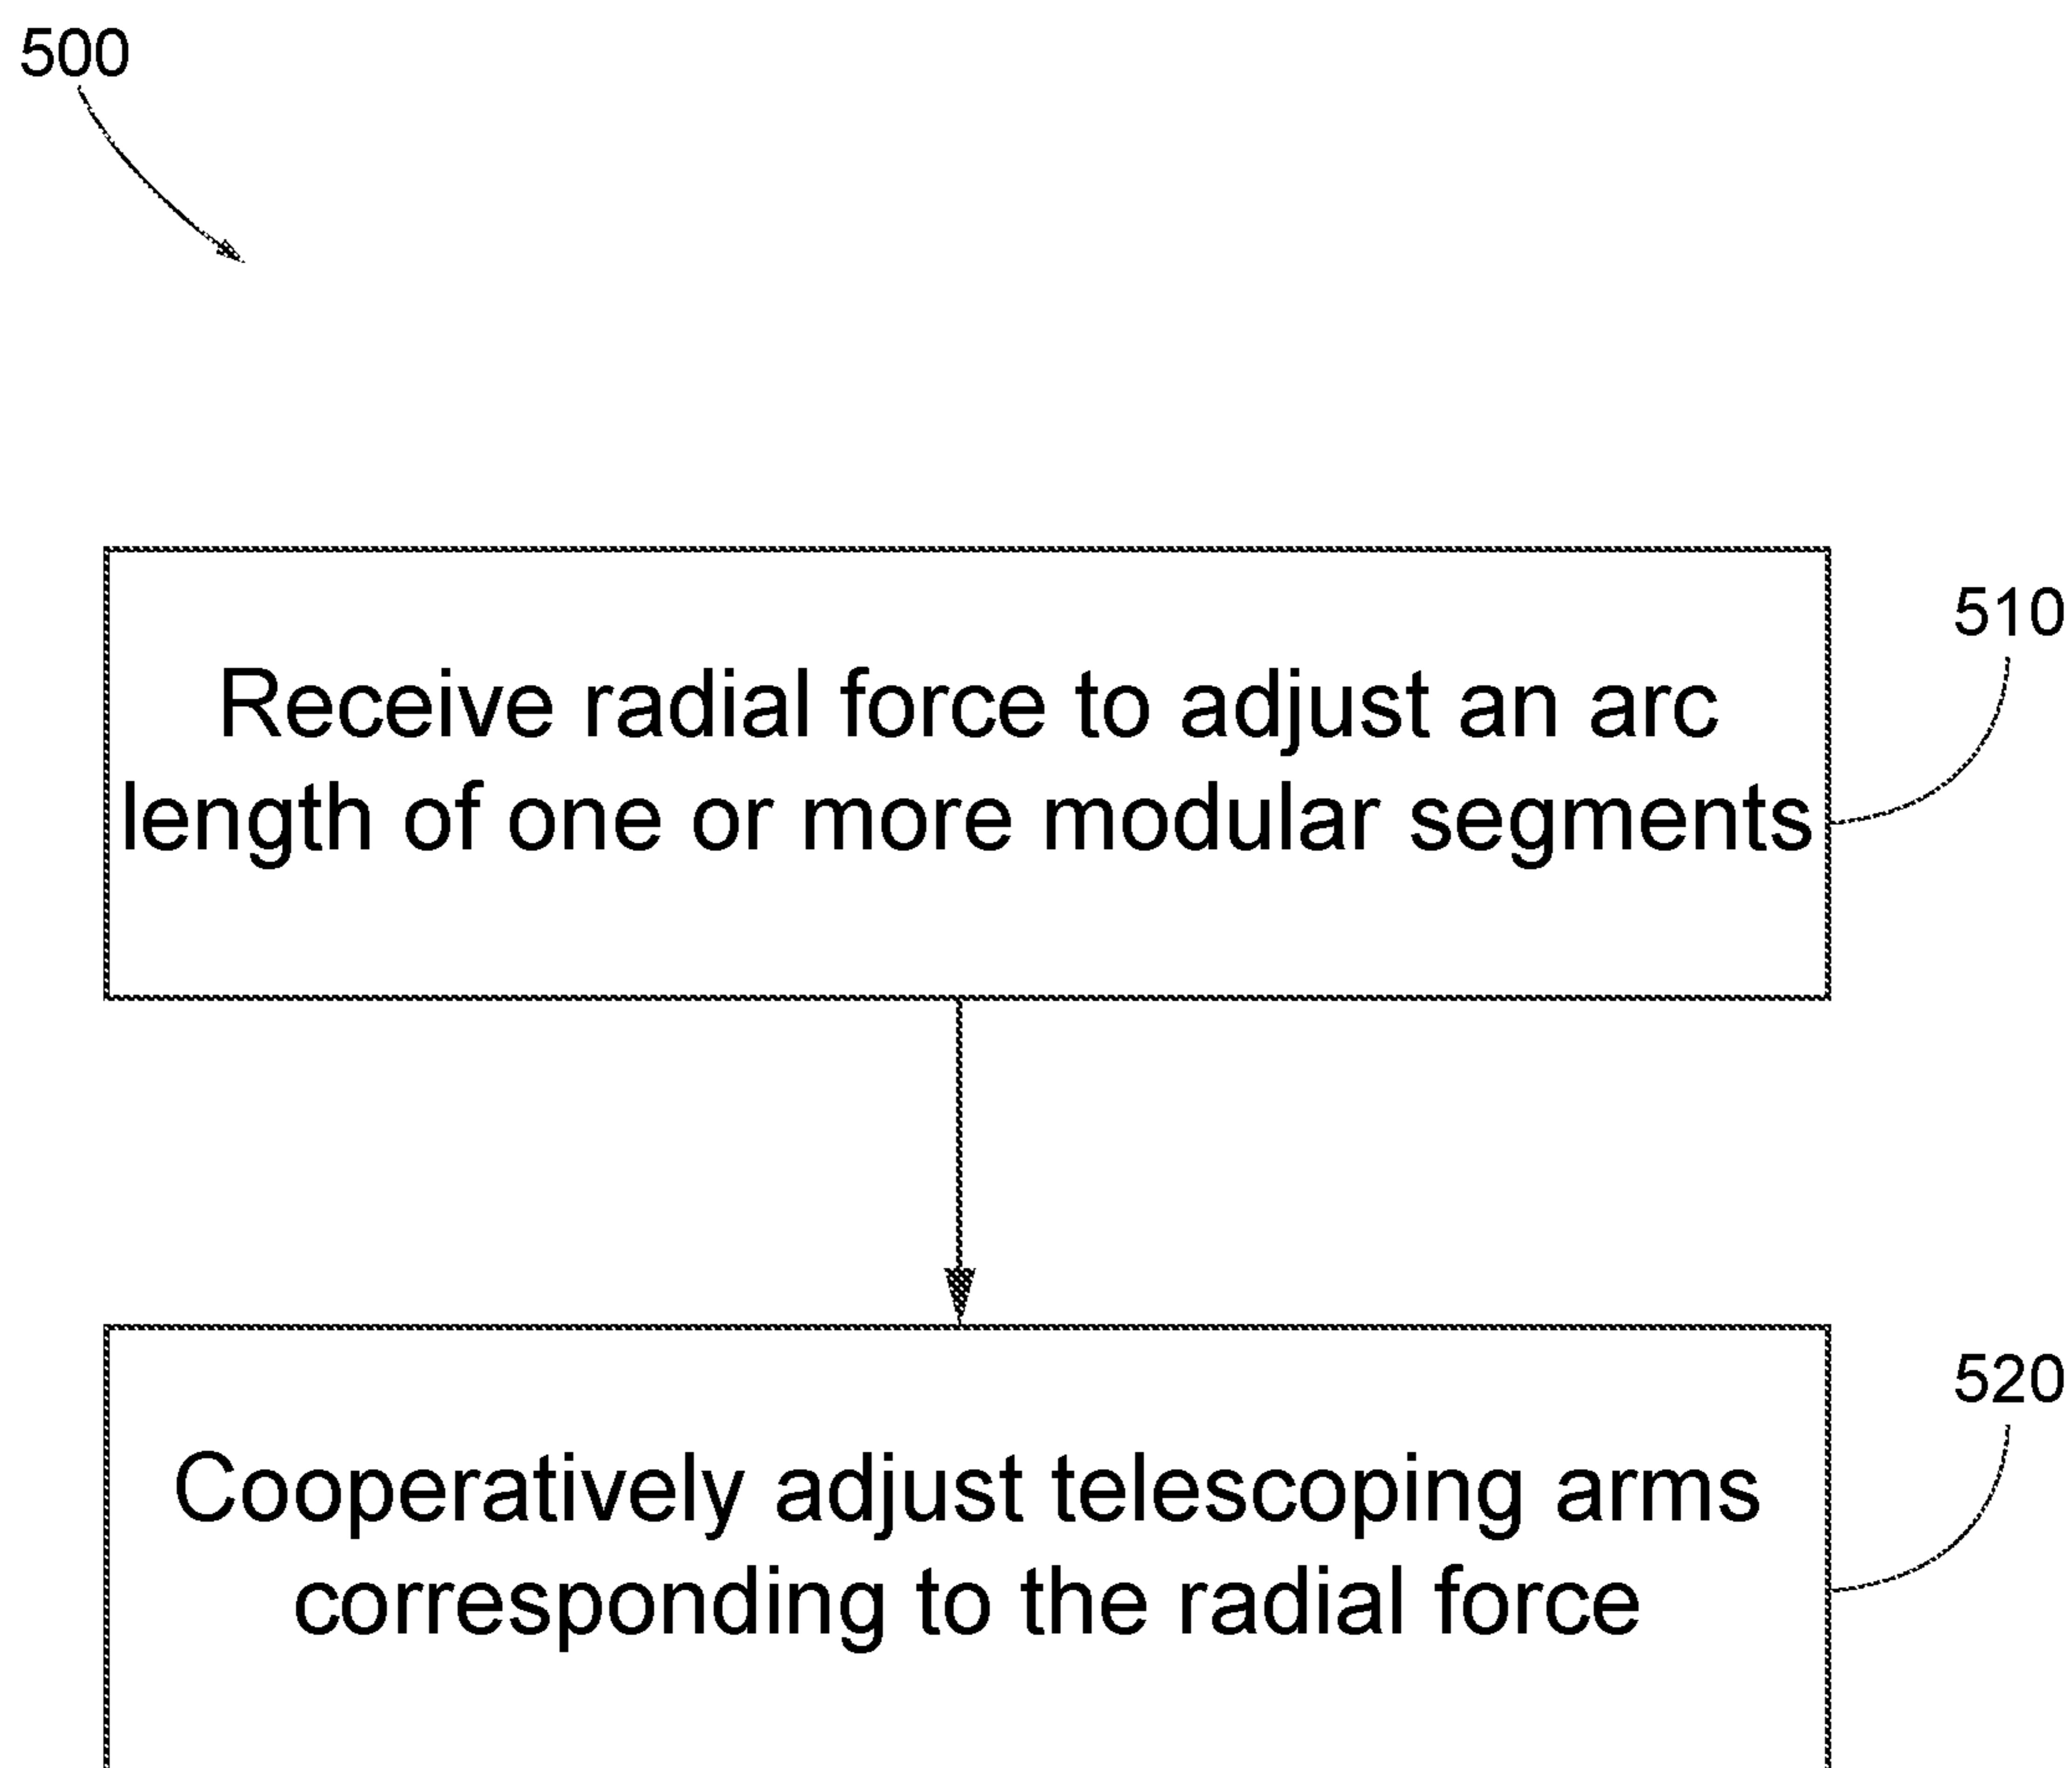 500
510
Receive radial force to adjust an arc
length of one or more modular segments
520
Cooperatively adjust telescoping arms
corresponding to the radial force